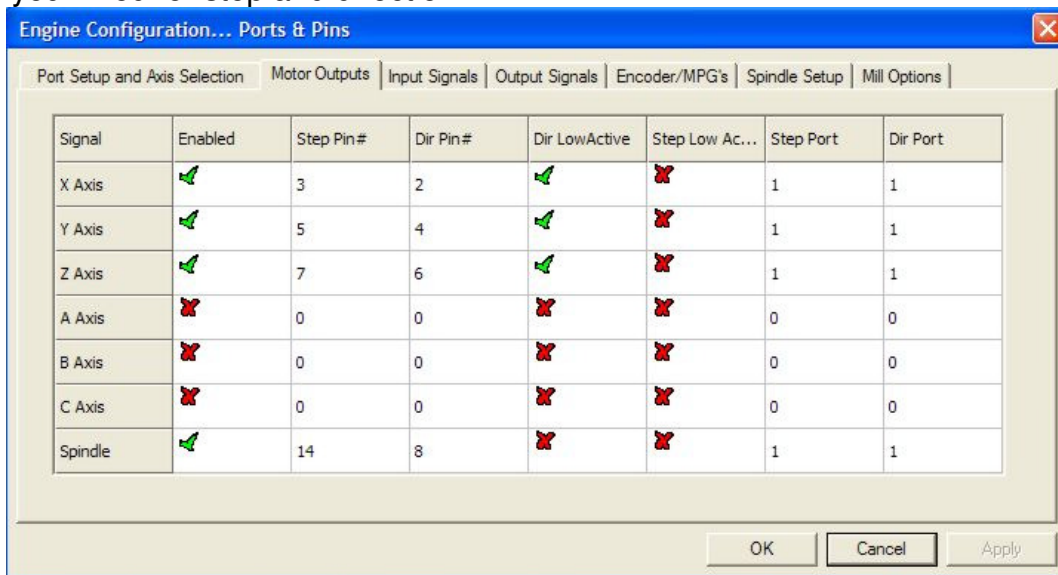 Engine Configuration... Ports & Pins
Port Setup and Axis Selection Motor Outputs Input Signals Output Signals Encoder/MPG's Spindle Setup Mill Options
Signal Enabled Step Pin# Dir Pin# Dir LowActive Step Low Ac... Step Port Dir Port
X Axis 3 2 1 1
Y Axis 5 4 1 1
Z Axis 7 6 1 1
A Axis 0 0 0 0
B Axis 0 0 0 0
C Axis 0 0 0 0
Spindle 14 8 1 1
OK Cancel Apply